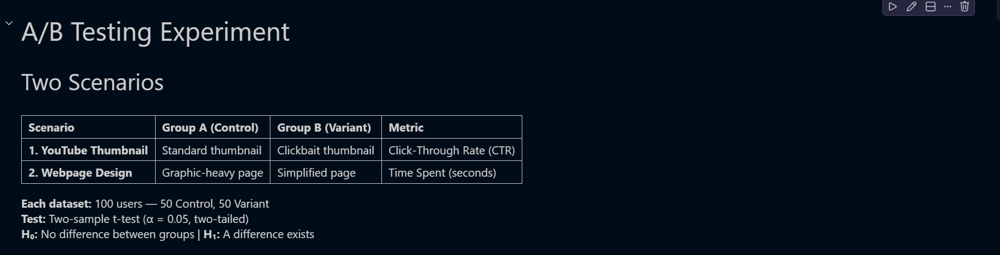 A/B Testing Experiment
Two Scenarios
Scenario Group A (Control) Group B (Variant) Metric
1. YouTube Thumbnail Standard thumbnail Clickbait thumbnail Click-Through Rate (CTR)
2. Webpage Design Graphic-heavy page Simplified page Time Spent (seconds)
Each dataset: 100 users — 50 Control, 50 Variant
Test: Two-sample t-test (α = 0.05, two-tailed)
H₀: No difference between groups | H₁: A difference exists